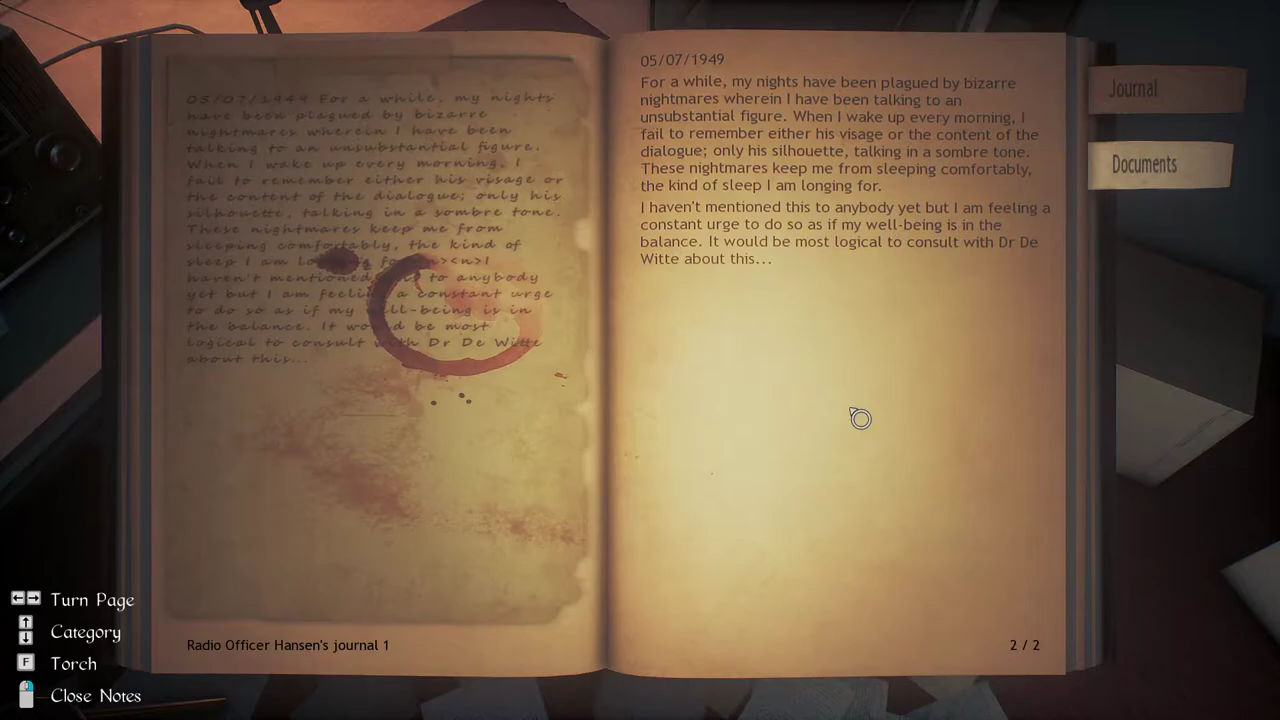 05/07/1949 For a while, my nights
have been plagued by bizarre
nightmares wherein I have been
talking to an unsubstantial figure.
When I wake up every morning, I
fail to remember either his visage or
the content of the dialogue; only his
silhouette, talking in a sombre tone.
These nightmares keep me from
sleeping comfortably, the kind of
sleep I am for n><n>I
haven't mentioned to anybody
yet but I am feeling a constant urge
to do so as if my well-being is in
the balance. It would be most
logical to consult with Dr De Witte
about this...
Radio Officer Hansen's journal 1
05/07/1949
For a while, my nights have been plagued by bizarre
nightmares wherein I have been talking to an
unsubstantial figure. When I wake up every morning, I
fail to remember either his visage or the content of the
dialogue; only his silhouette, talking in a sombre tone.
These nightmares keep me from sleeping comfortably,
the kind of sleep I am longing for.
I haven't mentioned this to anybody yet but I am feeling a
constant urge to do so as if my well-being is in the
balance. It would be most logical to consult with Dr De
Witte about this...
2 / 2
Journal
Documents
Turn Page
Category
F Torch
Close Notes